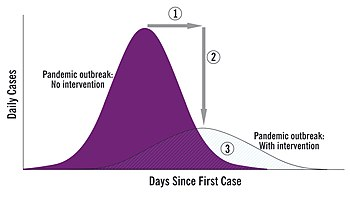 1
2
Pandemic outbreak:
No intervention
Daily Cases
3
Pandemic outbreak:
With intervention
Days Since First Case